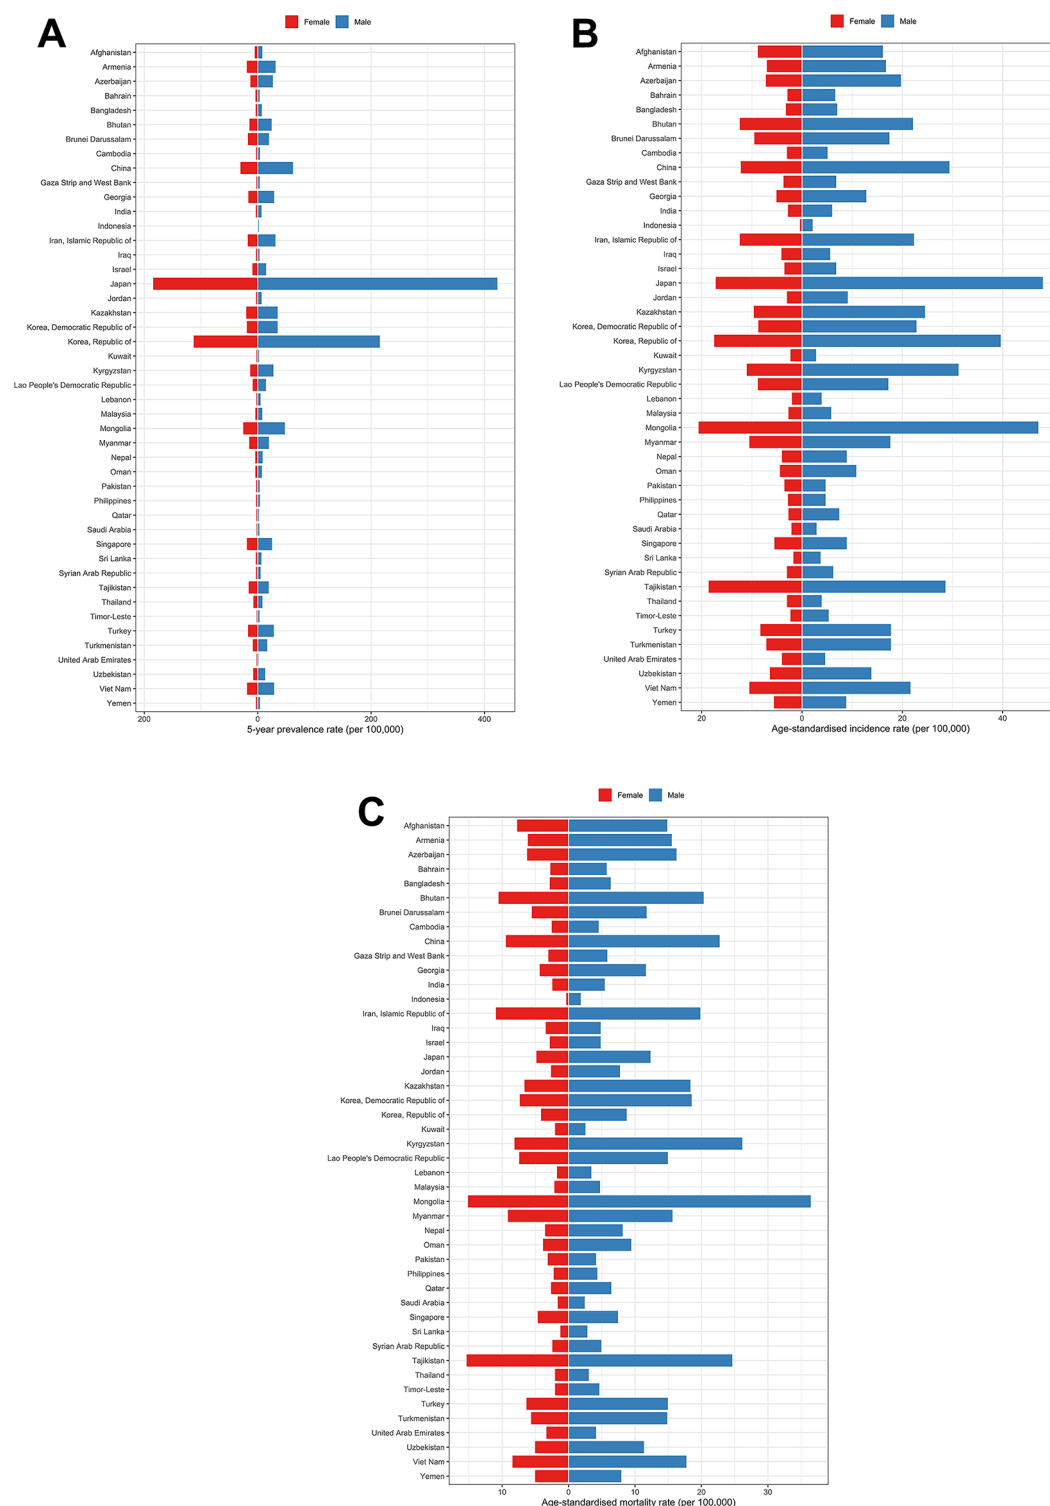 A
Female Male
Afghanistan
Armenia
Azerbaijan
Bahrain
Bangladesh
Bhutan
Brunei Darussalam
Cambodia
China
Gaza Strip and West Bank
Georgia
India
Indonesia
Iran, Islamic Republic of
Iraq
Israel
Japan
Jordan
Kazakhstan
Korea, Democratic Republic of
Korea, Republic of
Kuwait
Kyrgyzstan
Lao People's Democratic Republic
Lebanon
Malaysia
Mongolia
Myanmar
Nepal
Oman
Pakistan
Philippines
Qatar
Saudi Arabia
Singapore
Sri Lanka
Syrian Arab Republic
Tajikistan
Thailand
Timor-Leste
Turkey
Turkmenistan
United Arab Emirates
Uzbekistan
Viet Nam
Yemen
200 0 200 400
5-year prevalence rate (per 100,000)
B
Female Male
Afghanistan
Armenia
Azerbaijan
Bahrain
Bangladesh
Bhutan
Brunei Darussalam
Cambodia
China
Gaza Strip and West Bank
Georgia
India
Indonesia
Iran, Islamic Republic of
Iraq
Israel
Japan
Jordan
Kazakhstan
Korea, Democratic Republic of
Korea, Republic of
Kuwait
Kyrgyzstan
Lao People's Democratic Republic
Lebanon
Malaysia
Mongolia
Myanmar
Nepal
Oman
Pakistan
Philippines
Qatar
Saudi Arabia
Singapore
Sri Lanka
Syrian Arab Republic
Tajikistan
Thailand
Timor-Leste
Turkey
Turkmenistan
United Arab Emirates
Uzbekistan
Viet Nam
Yemen
20 0 20 40
Age-standardised incidence rate (per 100,000)
C
Female Male
Afghanistan
Armenia
Azerbaijan
Bahrain
Bangladesh
Bhutan
Brunei Darussalam
Cambodia
China
Gaza Strip and West Bank
Georgia
India
Indonesia
Iran, Islamic Republic of
Iraq
Israel
Japan
Jordan
Kazakhstan
Korea, Democratic Republic of
Korea, Republic of
Kuwait
Kyrgyzstan
Lao People's Democratic Republic
Lebanon
Malaysia
Mongolia
Myanmar
Nepal
Oman
Pakistan
Philippines
Qatar
Saudi Arabia
Singapore
Sri Lanka
Syrian Arab Republic
Tajikistan
Thailand
Timor-Leste
Turkey
Turkmenistan
United Arab Emirates
Uzbekistan
Viet Nam
Yemen
10 0 10 20 30
Age-standardised mortality rate (per 100,000)